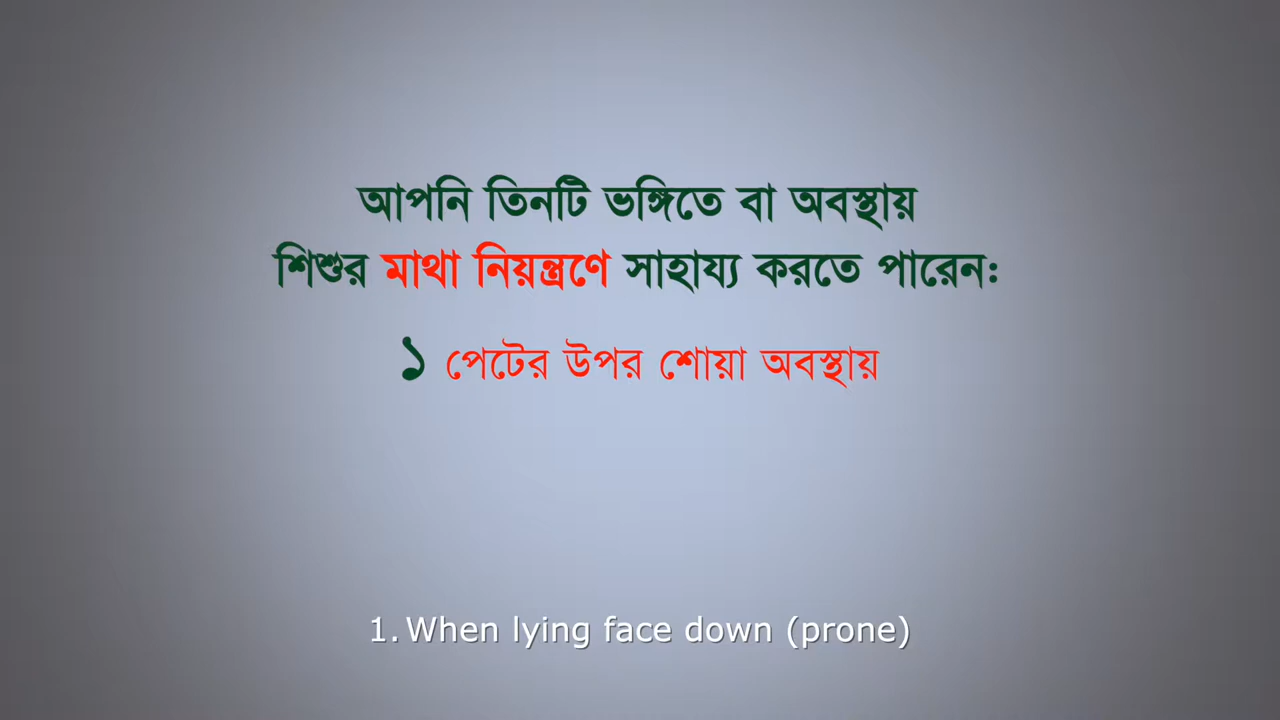 আপনি তিনটি ভঙ্গিতে বা অবস্থায়
শিশুর মাথা নিয়ন্ত্রণে সাহায্য করতে পারেন:
১ পেটের উপর শোয়া অবস্থায়
1. When lying face down (prone)